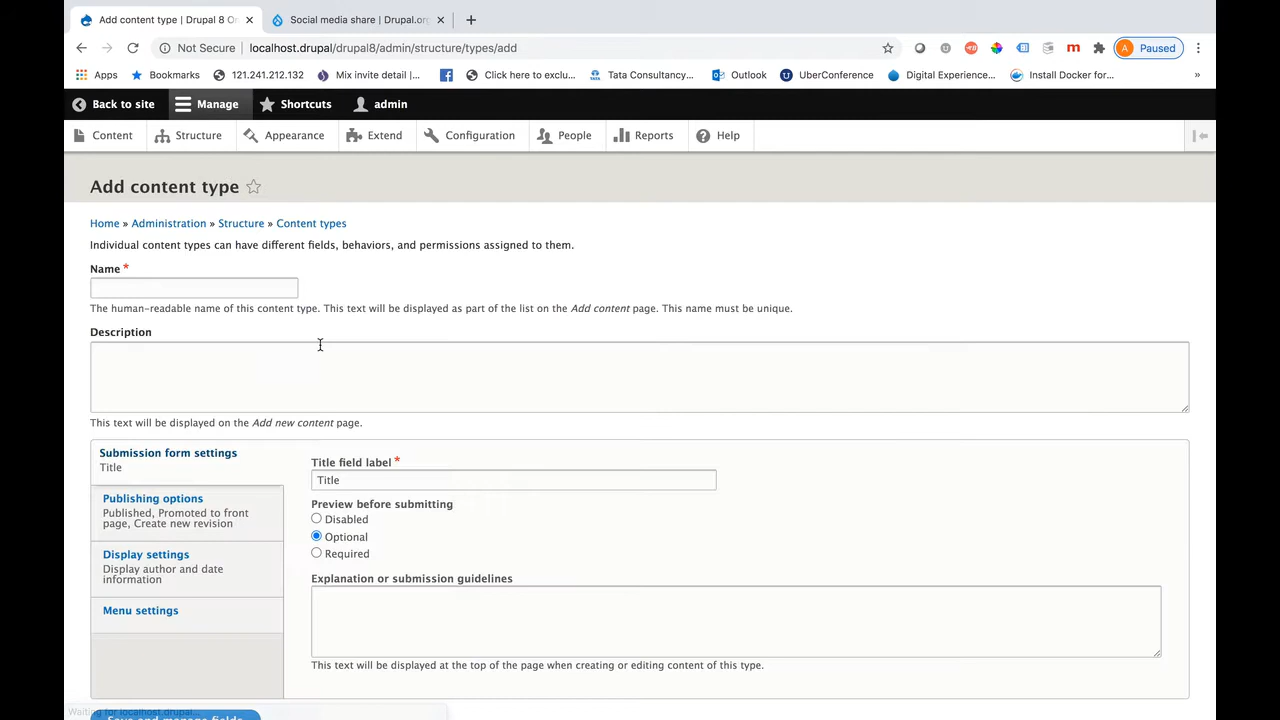 Add content type | Drupal 8 O
Social media share | Drupal.org
Not Secure
localhost.drupal/drupal8/admin/structure/types/add
A Paused
Apps
Bookmarks
121.241.212.132
Mix invite detail |...
Click here to exclu...
Tata Consultancy...
Outlook
UberConference
Digital Experience...
Install Docker for...
»
Back to site
Manage
Shortcuts
admin
Content
Structure
Appearance
Extend
Configuration
People
Reports
Help
Add content type
Home » Administration » Structure » Content types
Individual content types can have different fields, behaviors, and permissions assigned to them.
Name *
The human-readable name of this content type. This text will be displayed as part of the list on the Add content page. This name must be unique.
Description
This text will be displayed on the Add new content page.
Submission form settings
Title
Publishing options
Published, Promoted to front
page, Create new revision
Display settings
Display author and date
information
Menu settings
Title field label *
Title
Preview before submitting
Disabled
Optional
Required
Explanation or submission guidelines
This text will be displayed at the top of the page when creating or editing content of this type.
Waiting for localhost.drupal...
Save and manage fields